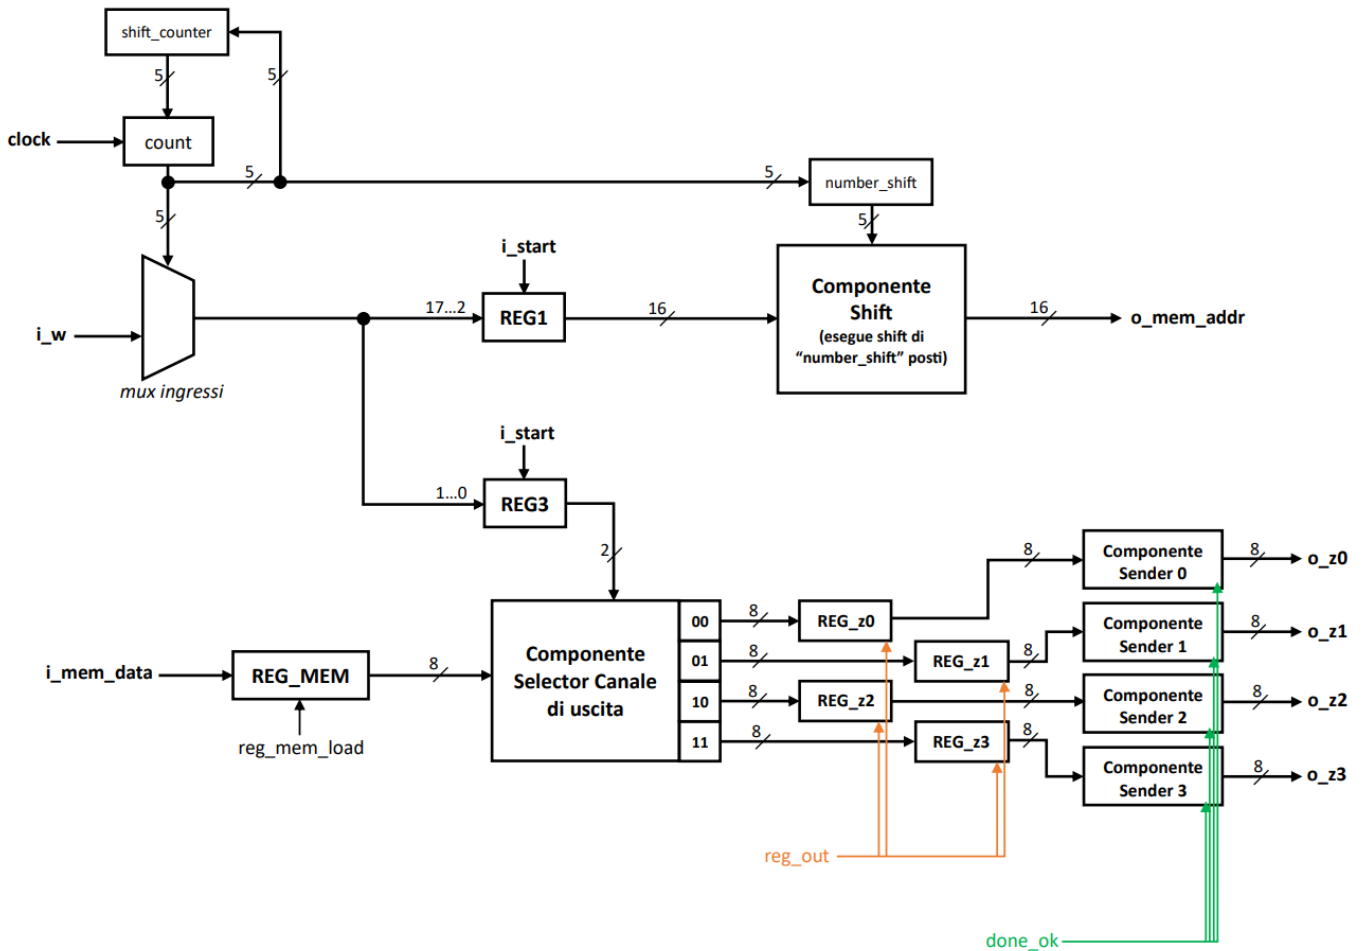 shift_counter
5
5
clock
count
5
5
5
number_shift
5
i_start
Componente
Shift
(esegue shift di
“number_shift” posti)
i_w
17...2
REG1
16
16
o_mem_addr
mux ingressi
i_start
1...0
REG3
2
i_mem_data
REG_MEM
reg_mem_load
8
Componente
Selector Canale
di uscita
00
01
10
11
8
8
8
8
REG_z0
REG_z1
REG_z2
REG_z3
8
8
8
8
Componente
Sender 0
8
o_z0
Componente
Sender 1
8
o_z1
Componente
Sender 2
8
o_z2
Componente
Sender 3
8
o_z3
reg_out
done_ok